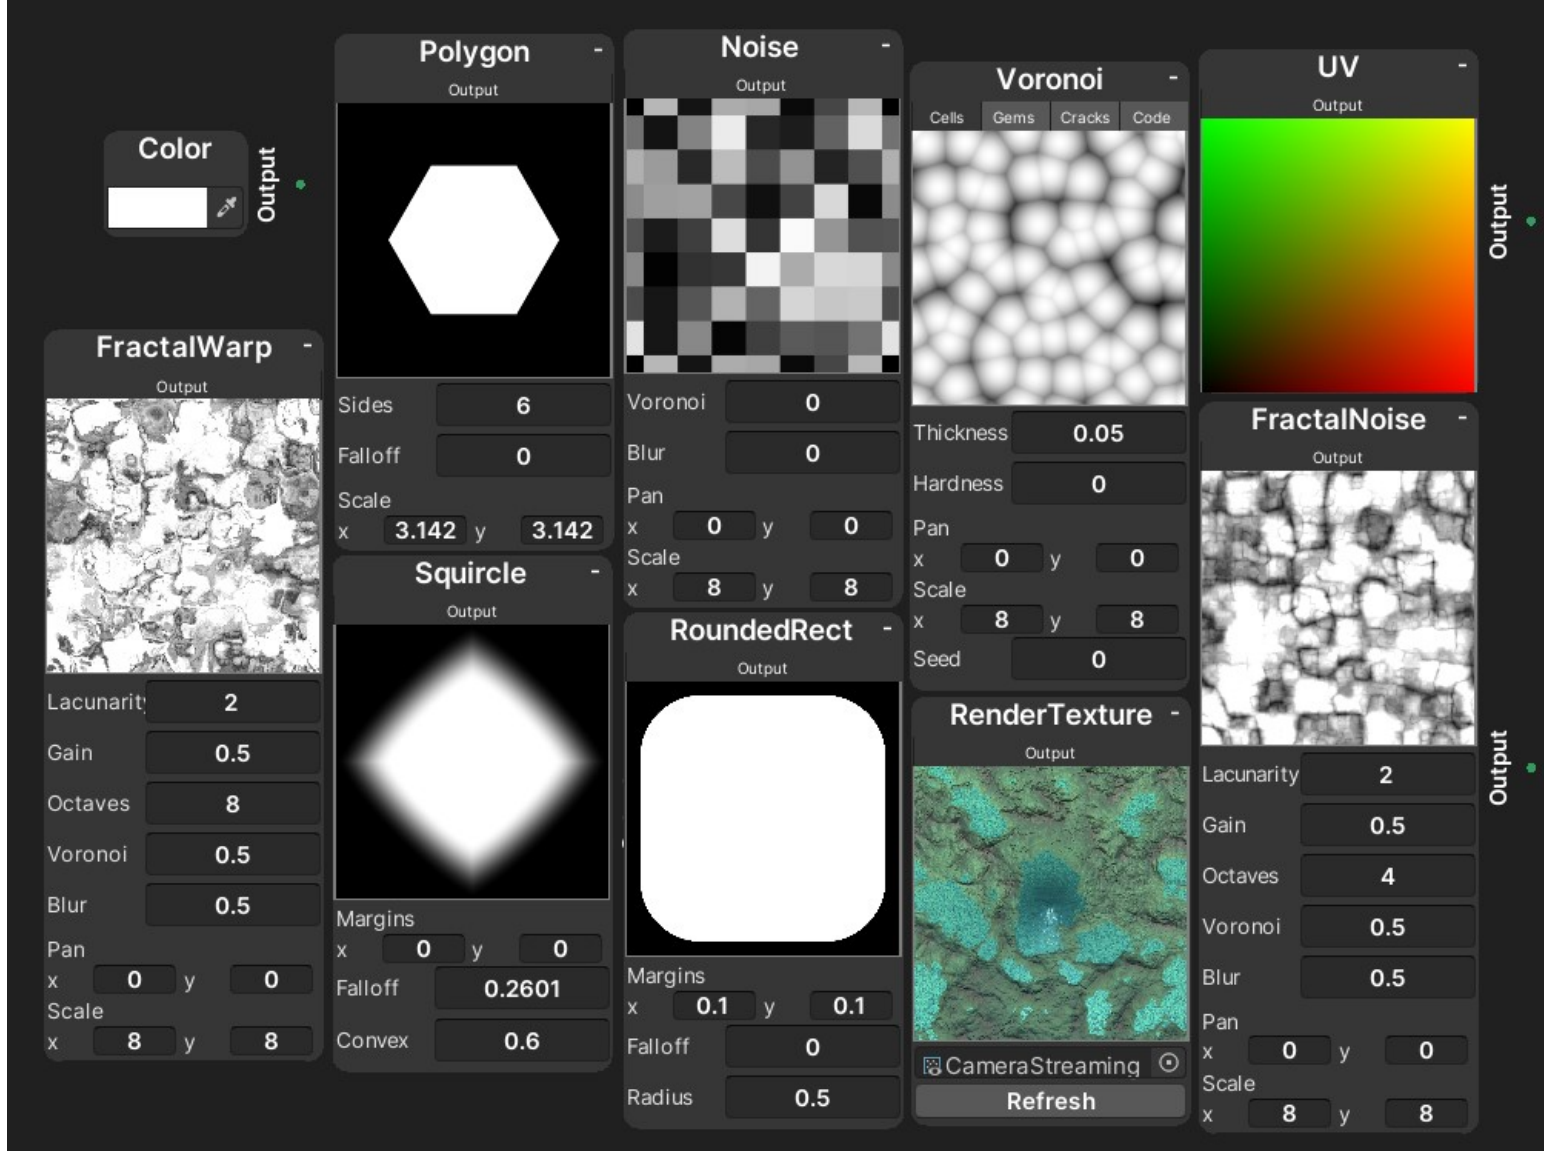 Color
Output
FractalWarp -
Output
Lacunarity 2
Gain 0.5
Octaves 8
Voronoi 0.5
Blur 0.5
Pan
x 0 y 0
Scale
x 8 y 8
Polygon -
Output
Sides 6
Falloff 0
Scale
x 3.142 y 3.142
Squircle -
Output
Margins
x 0 y 0
Falloff 0.2601
Convex 0.6
Noise -
Output
Voronoi 0
Blur 0
Pan
x 0 y 0
Scale
x 8 y 8
RoundedRect -
Output
Margins
x 0.1 y 0.1
Falloff 0
Radius 0.5
Voronoi -
Cells Gems Cracks Code
Thickness 0.05
Hardness 0
Pan
x 0 y 0
Scale
x 8 y 8
Seed 0
RenderTexture -
Output
CameraStreaming
Refresh
UV -
Output
Output
FractalNoise -
Output
Output
Lacunarity 2
Gain 0.5
Octaves 4
Voronoi 0.5
Blur 0.5
Pan
x 0 y 0
Scale
x 8 y 8